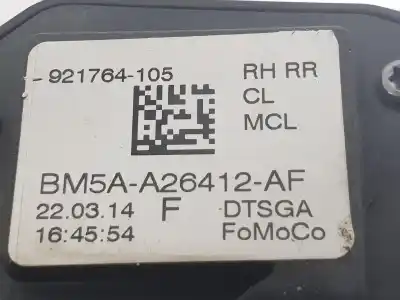 - 921764-105 RH RR
CL
MCL
BM5A-A26412-AF
22.03.14 F DTSGA
16:45:54 FoMoCo